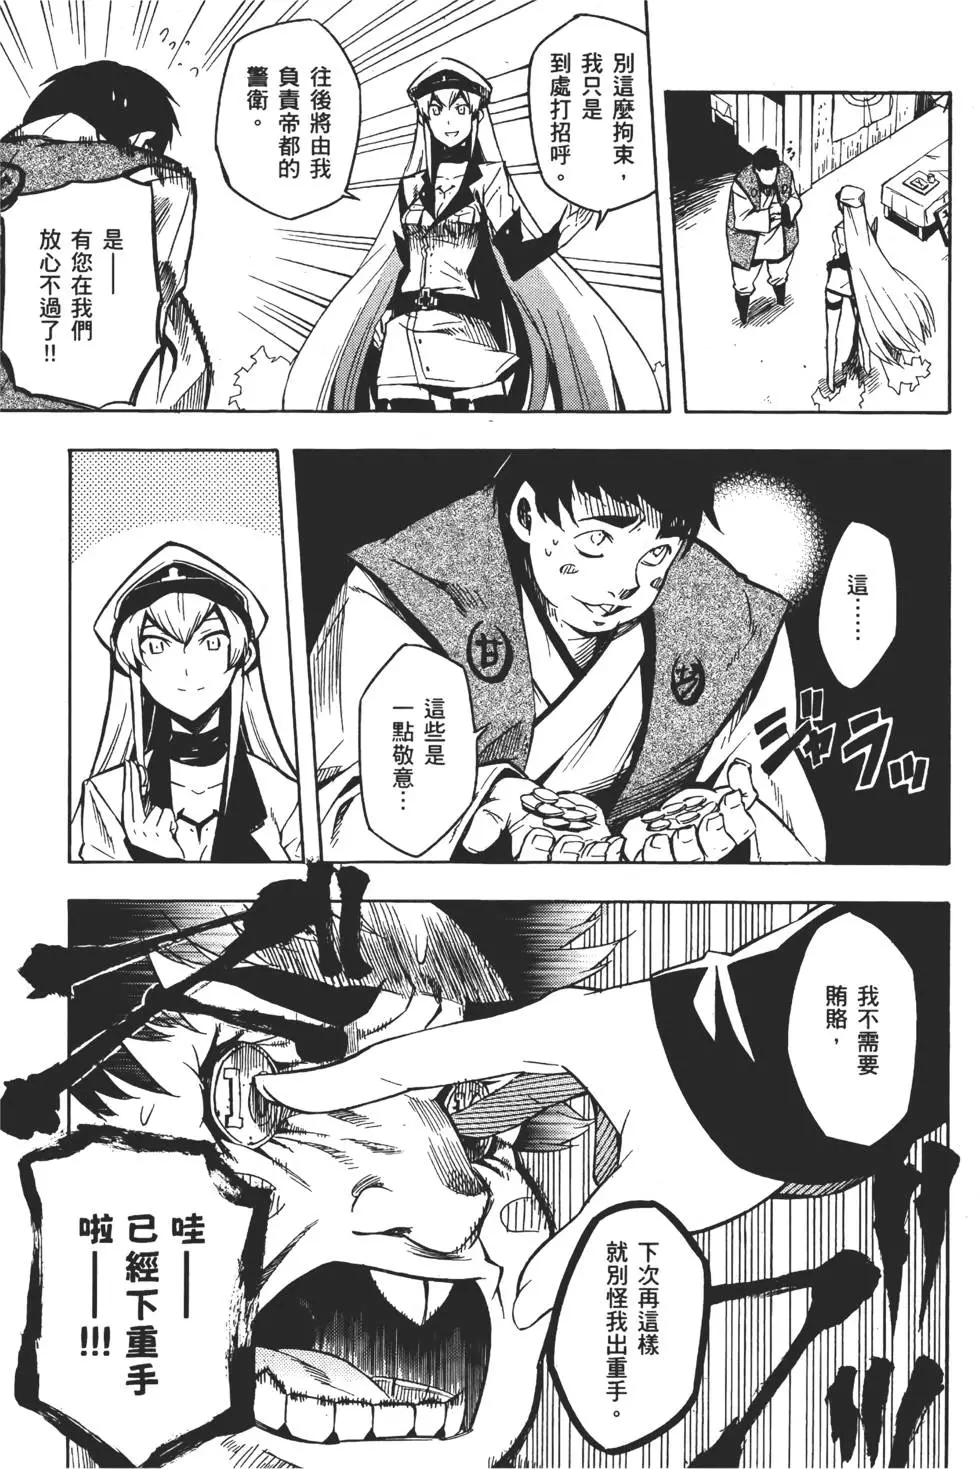 別這麼拘束，
我只是
到處打招呼。
往後將由我
負責帝都的
警衛。
是——
有您在我們
放心不過了!!
這……
甘
ジャラッ
這些是
一點敬意…
我不需要
賄賂，
1
下次再這樣
就別怪我出重手。
哇——
已經下重手
啦——!!!